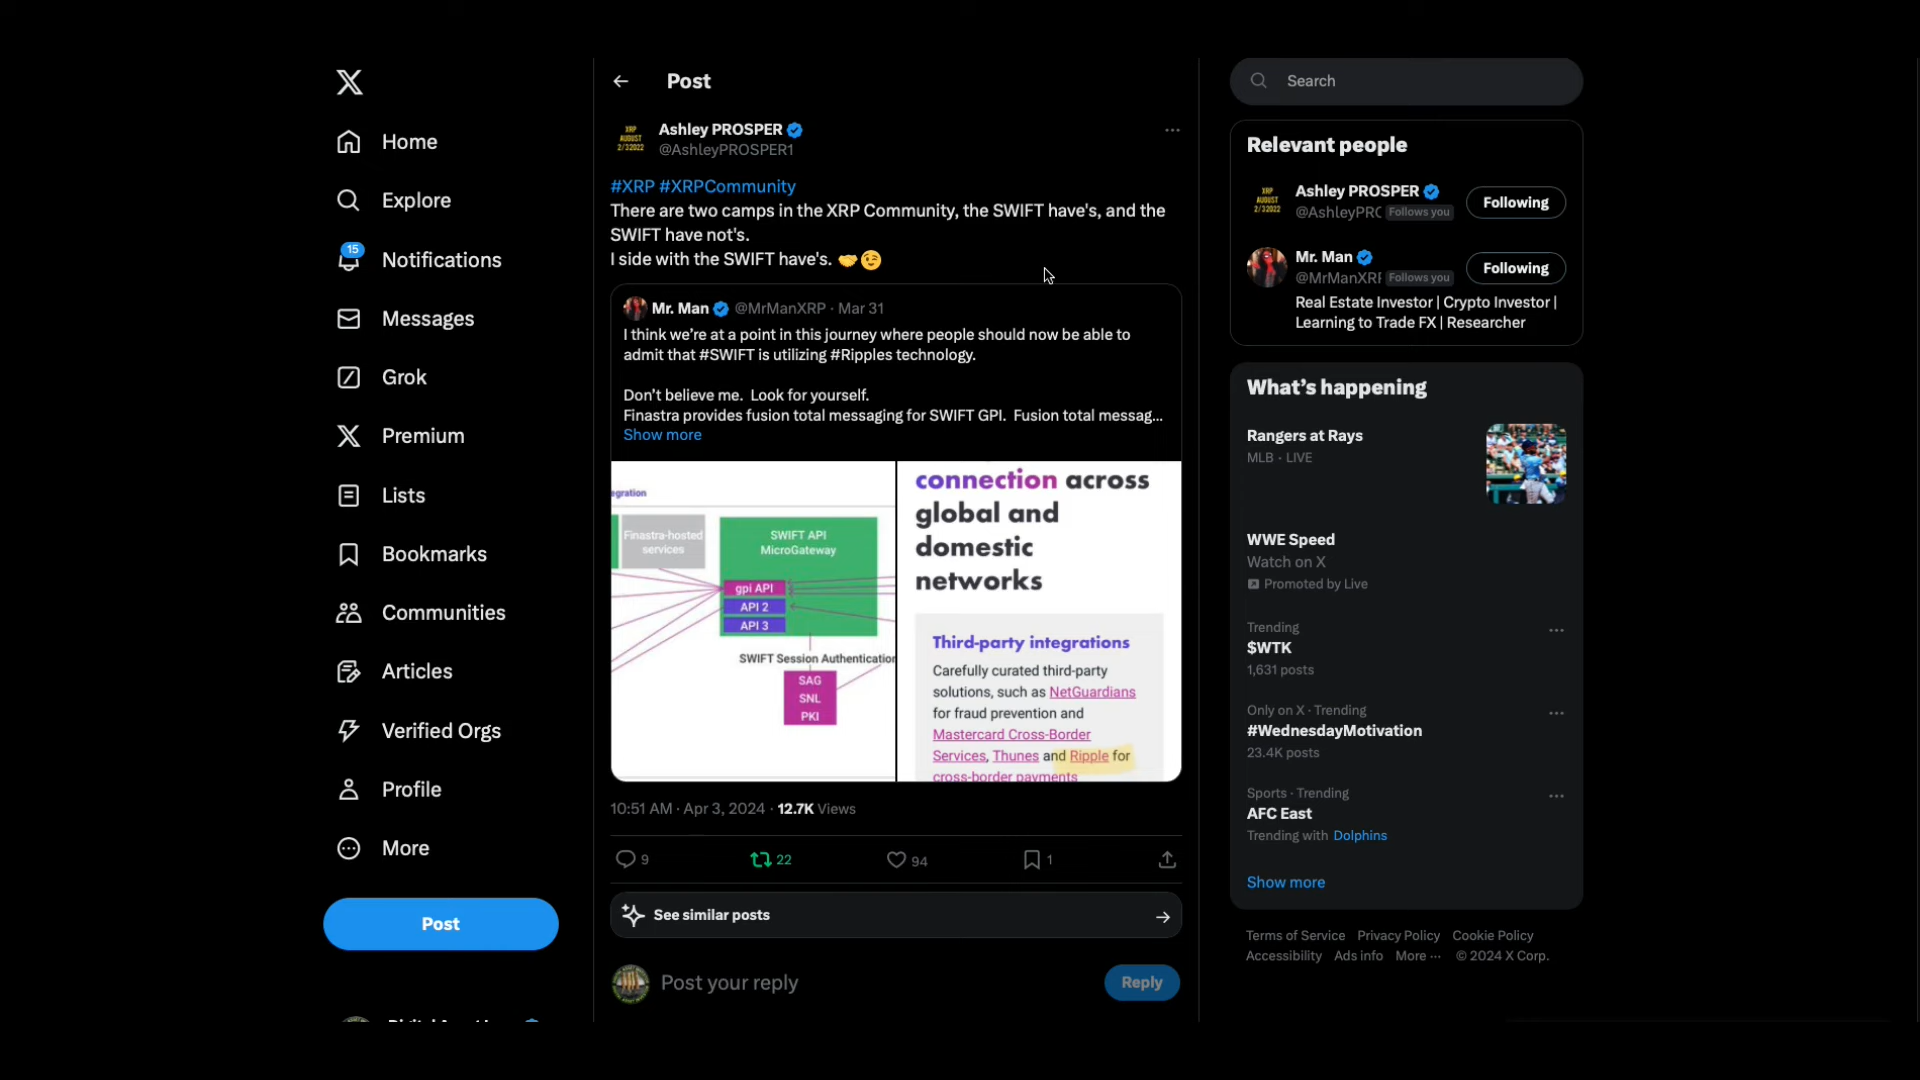 Home
Explore
15
Notifications
Messages
Grok
Premium
Lists
Bookmarks
Communities
Articles
Verified Orgs
Profile
More
Post
Post
XRP
AUGUST
2/32022
Ashley PROSPER
@AshleyPROSPER1
#XRP #XRPCommunity
There are two camps in the XRP Community, the SWIFT have's, and the
SWIFT have not's.
I side with the SWIFT have's. 🤝😉
Mr. Man @MrManXRP · Mar 31
I think we're at a point in this journey where people should now be able to
admit that #SWIFT is utilizing #Ripples technology.
Don't believe me. Look for yourself.
Finastra provides fusion total messaging for SWIFT GPI. Fusion total messag...
Show more
egration
Finastra-hosted
services
SWIFT API
MicroGateway
gpi API
API 2
API 3
SWIFT Session Authentication
SAG
SNL
PKI
connection across
global and
domestic
networks
Third-party integrations
Carefully curated third-party
solutions, such as NetGuardians
for fraud prevention and
Mastercard Cross-Border
Services, Thunes and Ripple for
cross-border payments
10:51 AM · Apr 3, 2024 · 12.7K Views
9
22
94
1
See similar posts
Post your reply
Reply
Search
Relevant people
XRP
AUGUST
2/32022
Ashley PROSPER
@AshleyPRC Follows you
Following
Mr. Man
@MrManXRF Follows you
Following
Real Estate Investor | Crypto Investor |
Learning to Trade FX | Researcher
What's happening
Rangers at Rays
MLB · LIVE
WWE Speed
Watch on X
Promoted by Live
Trending
$WTK
1,631 posts
Only on X · Trending
#WednesdayMotivation
23.4K posts
Sports · Trending
AFC East
Trending with Dolphins
Show more
Terms of Service Privacy Policy Cookie Policy
Accessibility Ads info More ··· © 2024 X Corp.